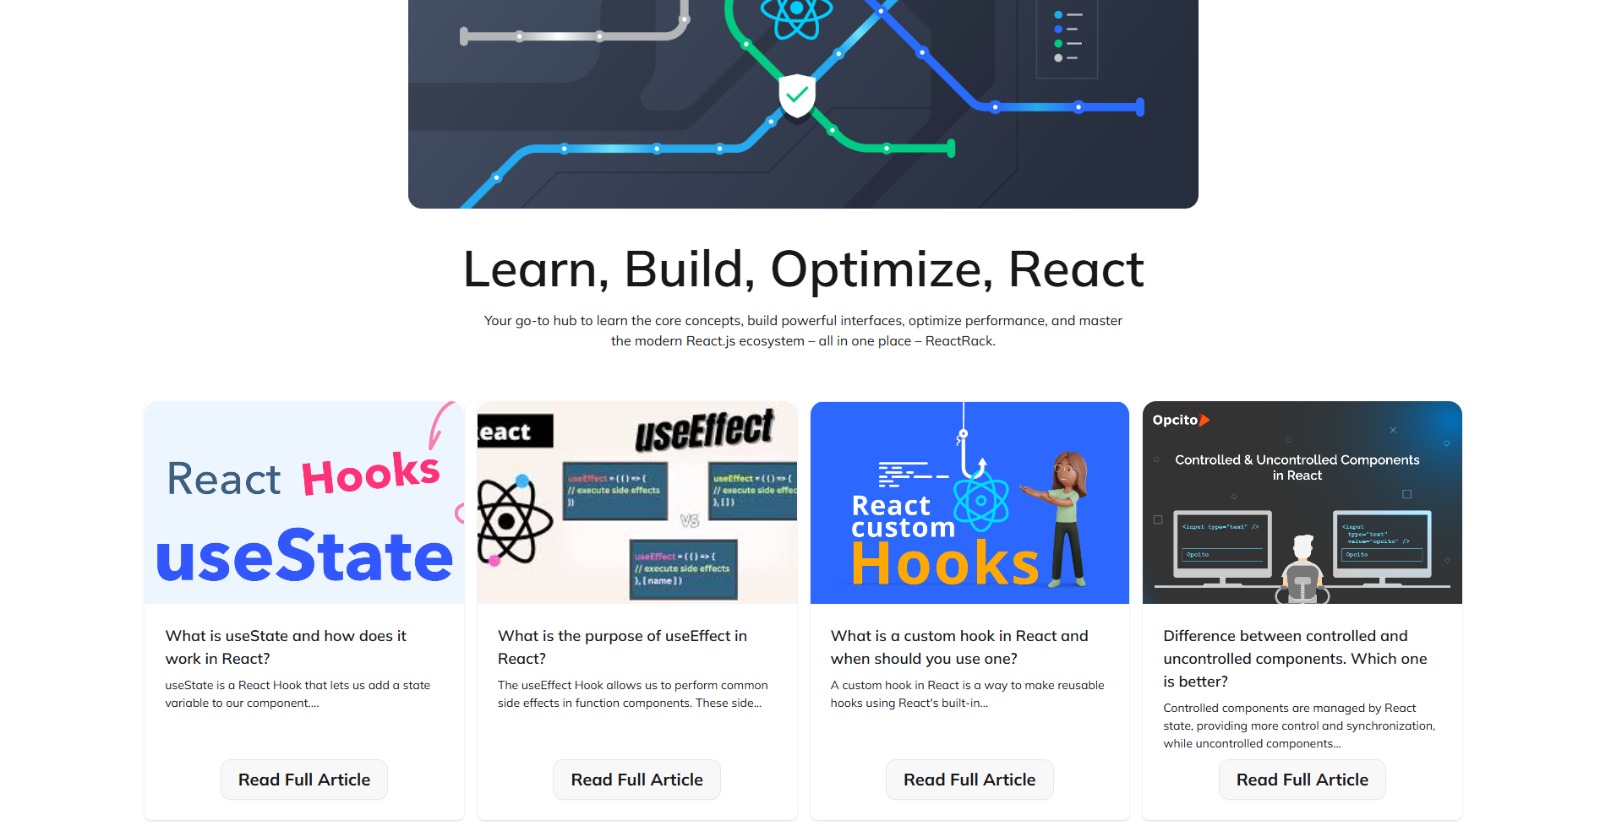 Learn, Build, Optimize, React
Your go-to hub to learn the core concepts, build powerful interfaces, optimize performance, and master
the modern React.js ecosystem – all in one place – ReactRack.
React Hooks
useState
What is useState and how does it
work in React?
useState is a React Hook that lets us add a state
variable to our component....
Read Full Article
eact
useEffect
useEffect = (() => {
// execute side effects
})
useEffect = (() => {
// execute side effec
},[])
VS
useEffect = (() => {
// execute side effects
},[name])
What is the purpose of useEffect in
React?
The useEffect Hook allows us to perform common
side effects in function components. These side...
Read Full Article
React
custom
Hooks
What is a custom hook in React and
when should you use one?
A custom hook in React is a way to make reusable
hooks using React's built-in...
Read Full Article
Opcito
Controlled & Uncontrolled Components
in React
<input type="text" />
Opcito
<input
type="text"
value="opcito" />
Opcito
Difference between controlled and
uncontrolled components. Which one
is better?
Controlled components are managed by React
state, providing more control and synchronization,
while uncontrolled components...
Read Full Article